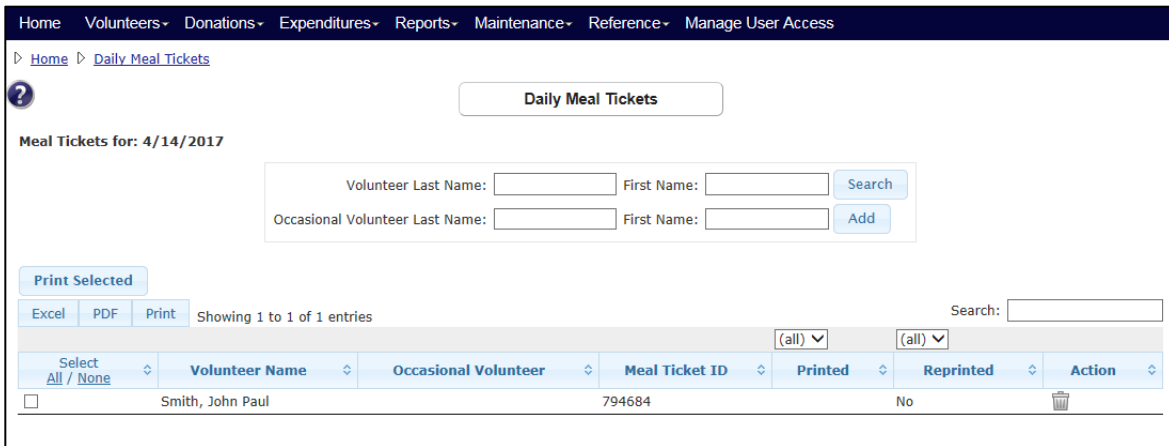 Home Volunteers Donations Expenditures Reports Maintenance Reference Manage User Access
Home Daily Meal Tickets
?
Daily Meal Tickets
Meal Tickets for: 4/14/2017
Volunteer Last Name: First Name: Search
Occasional Volunteer Last Name: First Name: Add
Print Selected
Excel PDF Print Showing 1 to 1 of 1 entries Search:
(all) (all)
Select All / None Volunteer Name Occasional Volunteer Meal Ticket ID Printed Reprinted Action
Smith, John Paul 794684 No